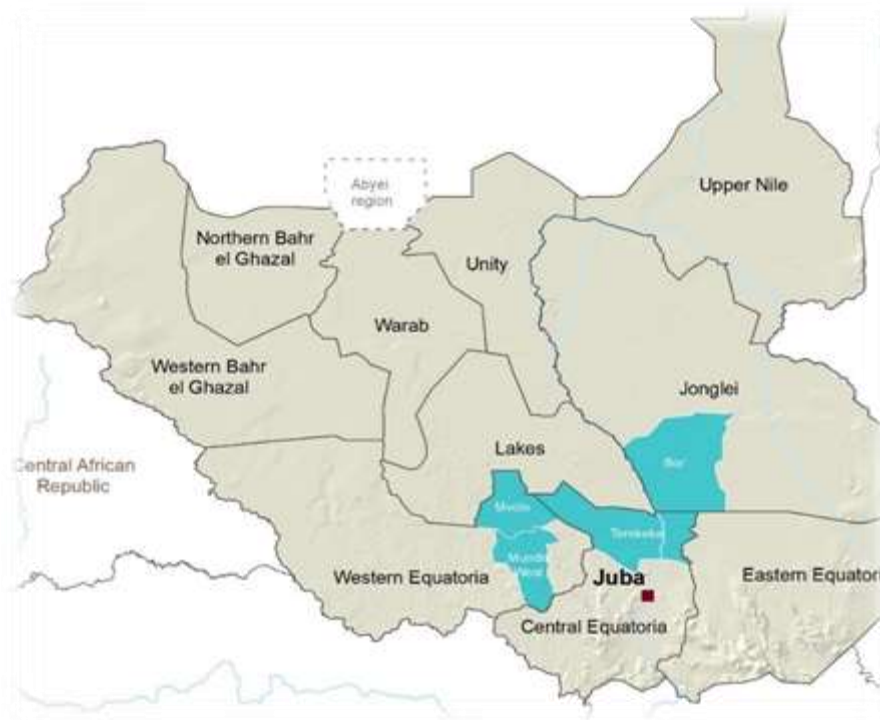 Upper Nile
Abyei
region
Northern Bahr
el Ghazal
Unity
Warab
Western Bahr
el Ghazal
Jonglei
Lakes
Central African
Republic
Bor
Mvolo
Terekeka
Mundri
West
Western Equatoria
Juba
Eastern Equatori
Central Equatoria